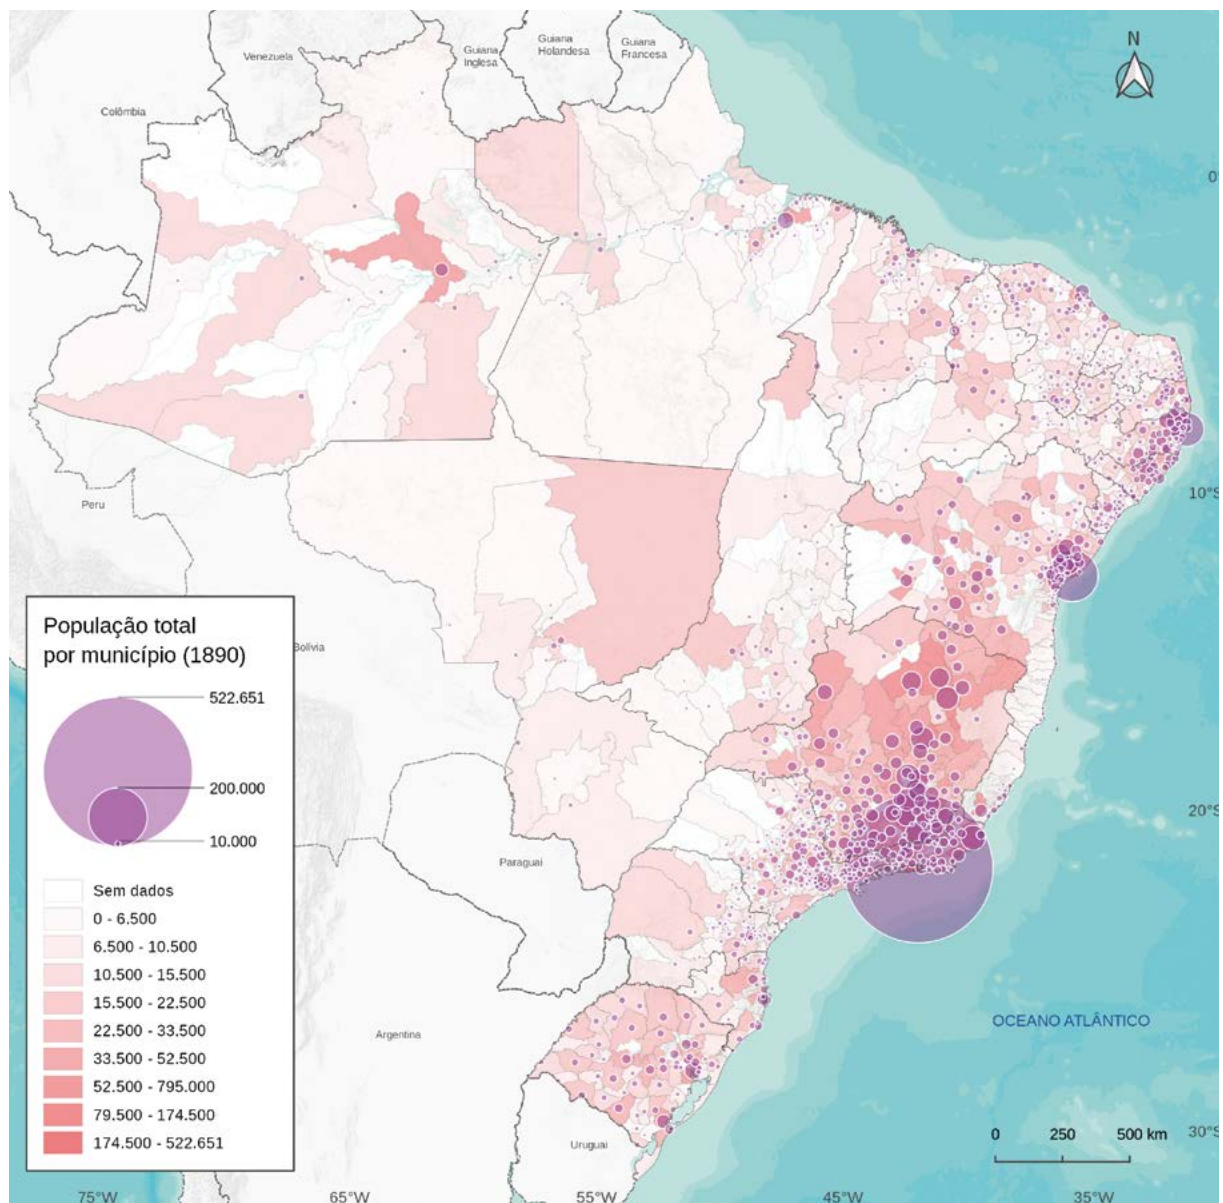 Guiana
Holandesa
Guiana
Francesa
Guiana
Inglesa
Venezuela
N
Colômbia
0°
Peru
10°S
População total
por município (1890)
522.651
200.000
10.000
Sem dados
0 - 6.500
6.500 - 10.500
10.500 - 15.500
15.500 - 22.500
22.500 - 33.500
33.500 - 52.500
52.500 - 795.000
79.500 - 174.500
174.500 - 522.651
Bolívia
20°S
Paraguai
Argentina
OCEANO ATLÂNTICO
Uruguai
0 250 500 km
30°S
75°W 65°W 55°W 45°W 35°W